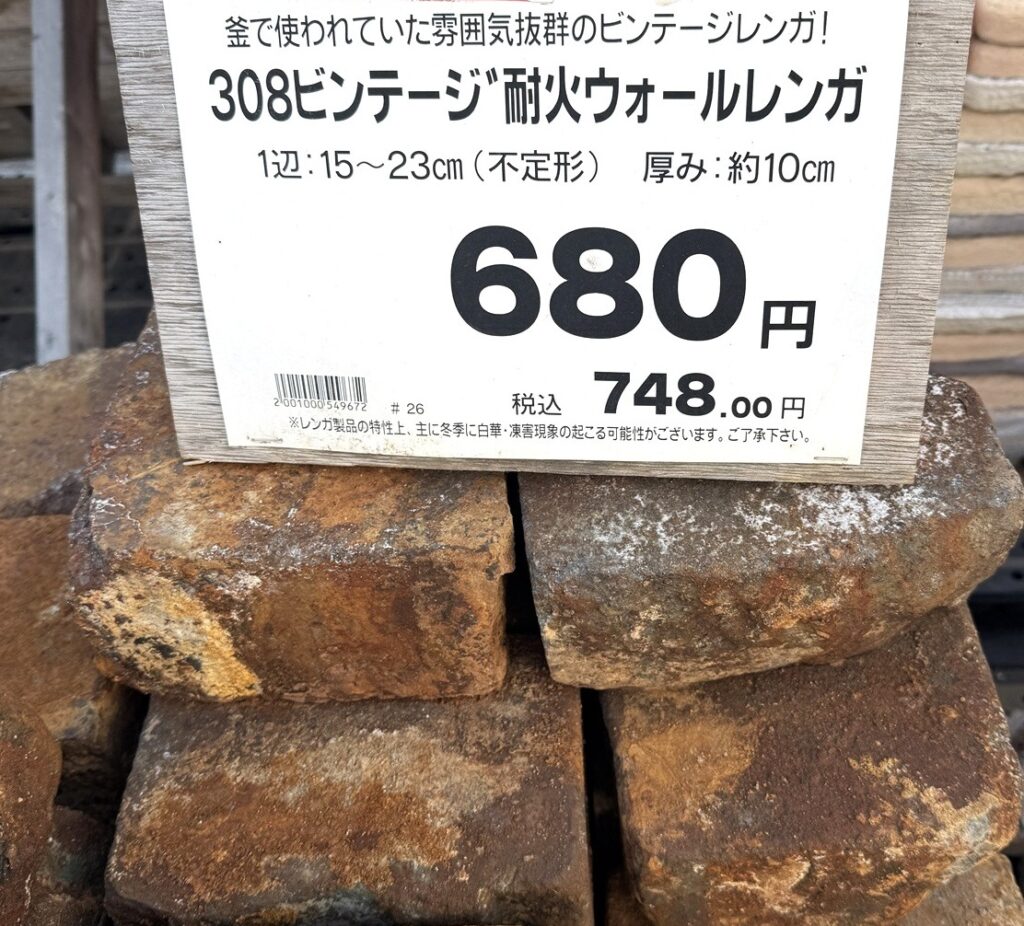 釜で使われていた雰囲気抜群のビンテージレンガ!
308ビンテージ耐火ウォールレンガ
1辺:15～23㎝(不定形) 厚み:約10㎝
680円
2001000549672 #26 税込 748.00円
※レンガ製品の特性上、主に冬季に白華・凍害現象の起こる可能性がございます。ご了承下さい。